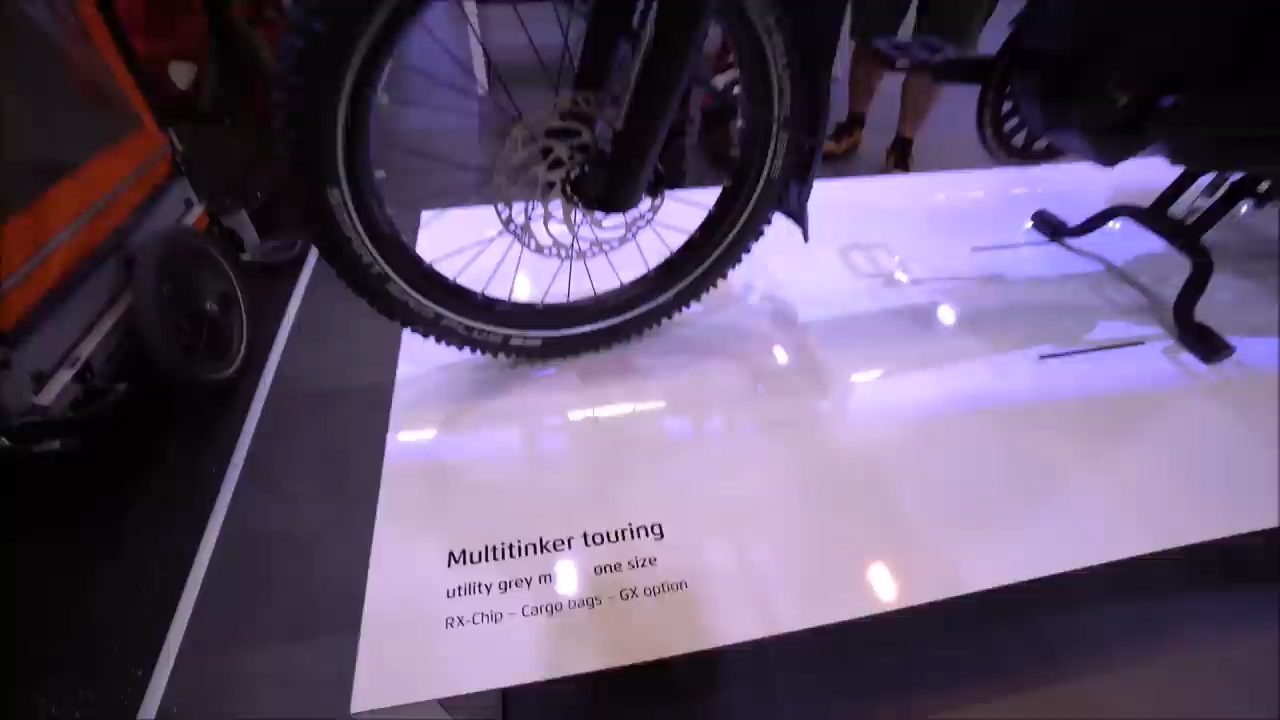 Multitinker touring
utility grey m one size
RX-Chip – Cargo bags – GX option